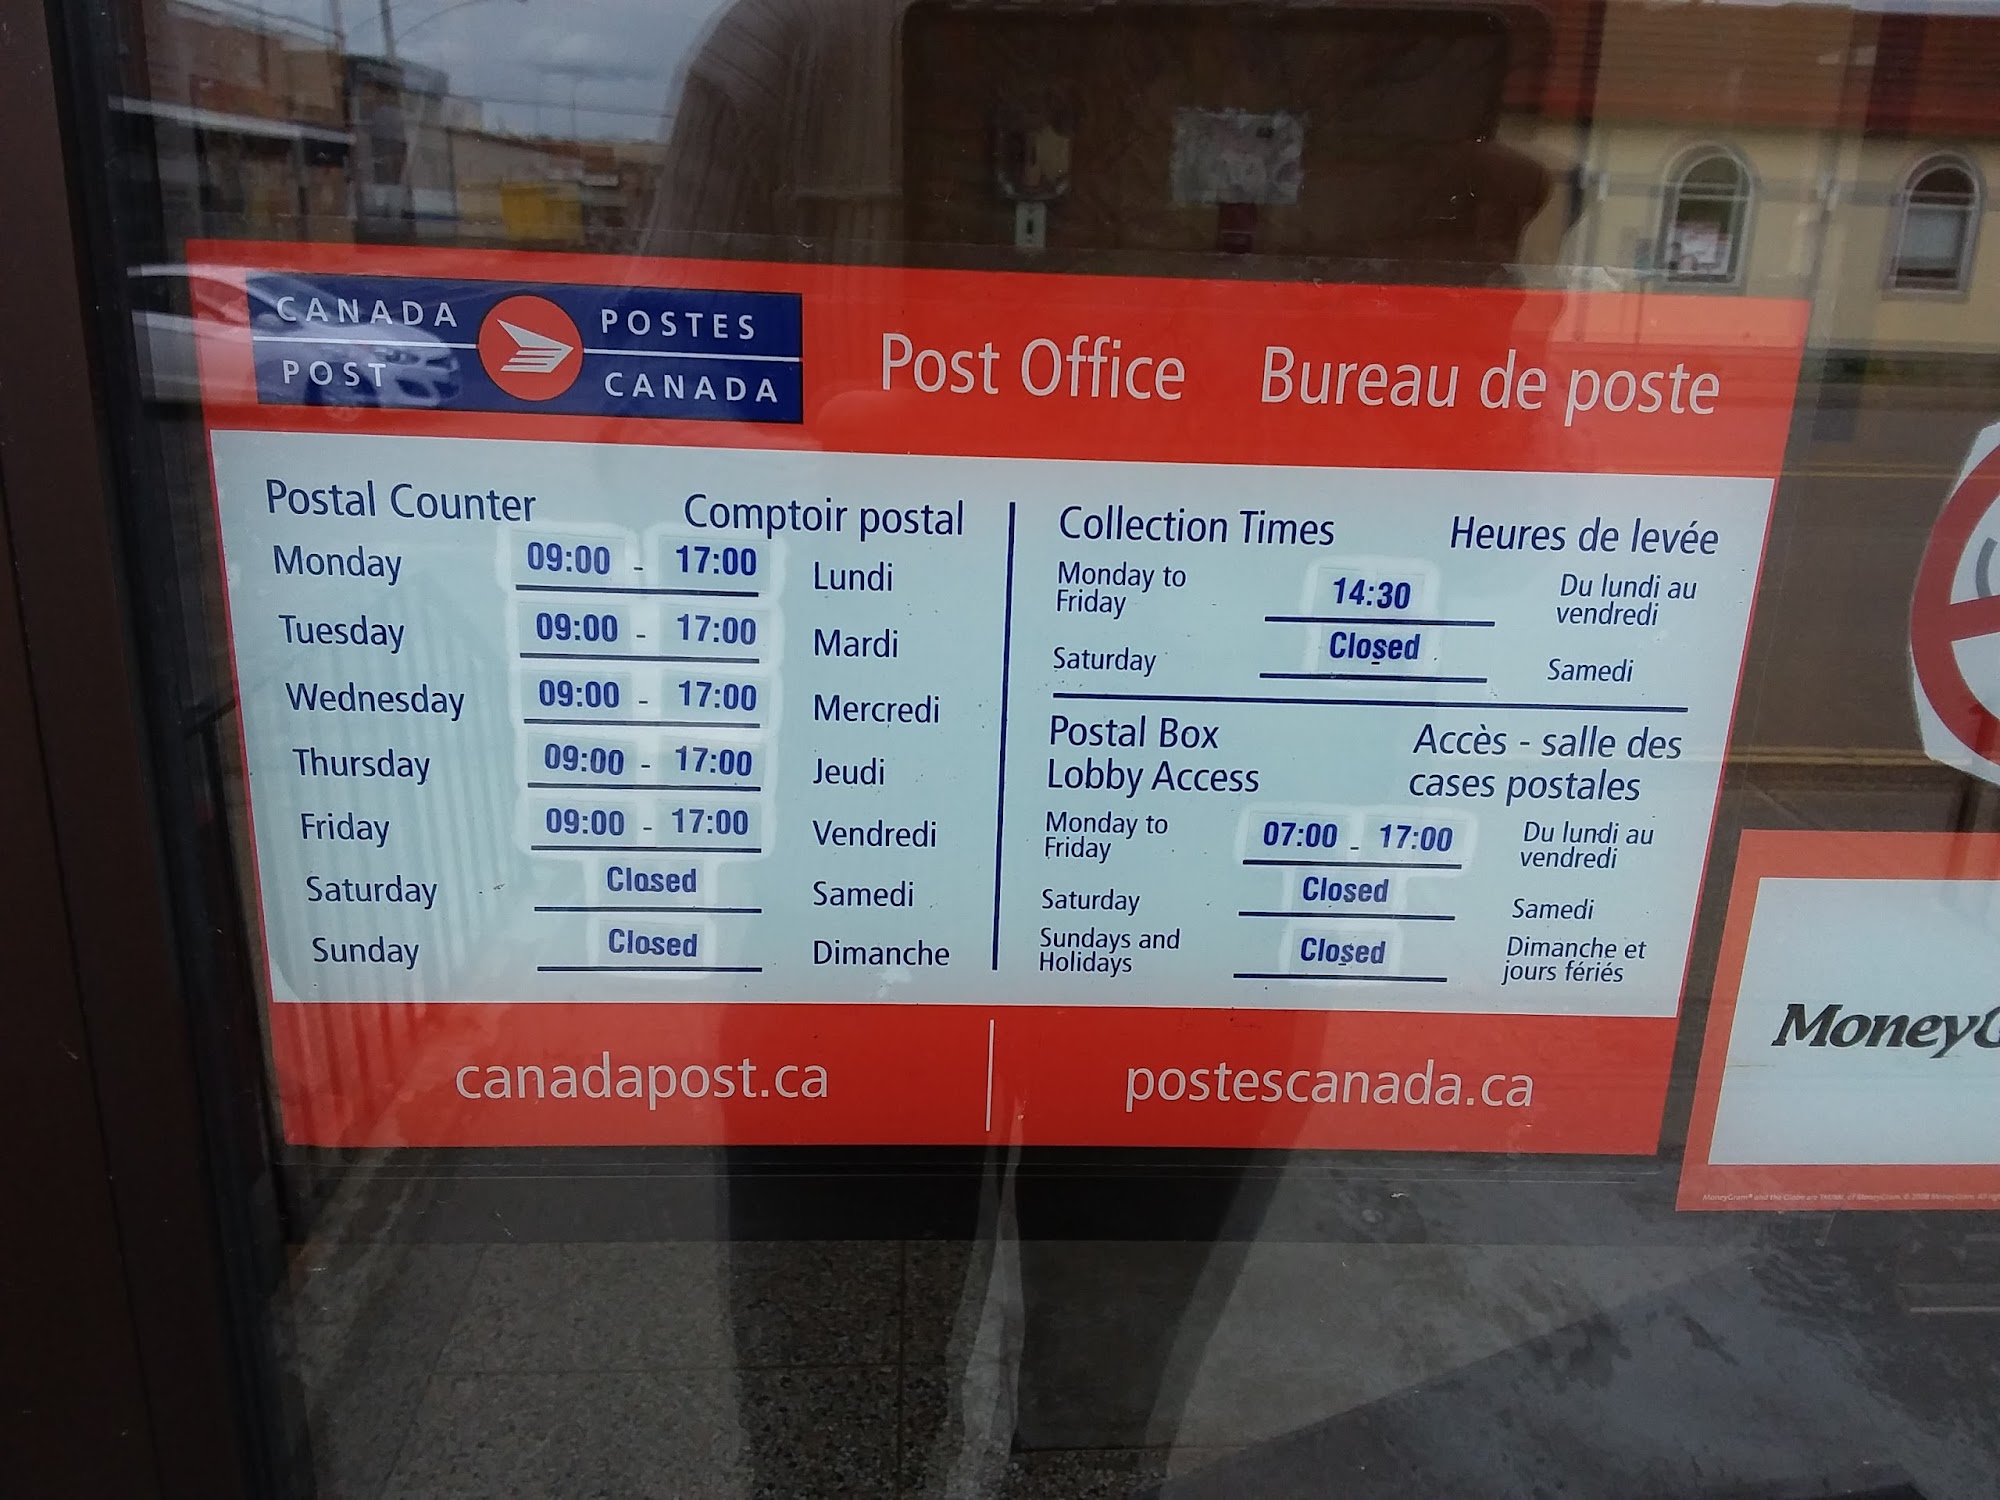 CANADA POSTES
POST CANADA
Post Office Bureau de poste
Postal Counter Comptoir postal
Monday 09:00 - 17:00 Lundi
Tuesday 09:00 - 17:00 Mardi
Wednesday 09:00 - 17:00 Mercredi
Thursday 09:00 - 17:00 Jeudi
Friday 09:00 - 17:00 Vendredi
Saturday Closed Samedi
Sunday Closed Dimanche
Collection Times Heures de levée
Monday to Du lundi au
Friday 14:30 vendredi
Saturday Closed Samedi
Postal Box Accès - salle des
Lobby Access cases postales
Monday to Du lundi au
Friday 07:00 - 17:00 vendredi
Saturday Closed Samedi
Sundays and Dimanche et
Holidays Closed jours fériés
canadapost.ca postescanada.ca
MoneyG